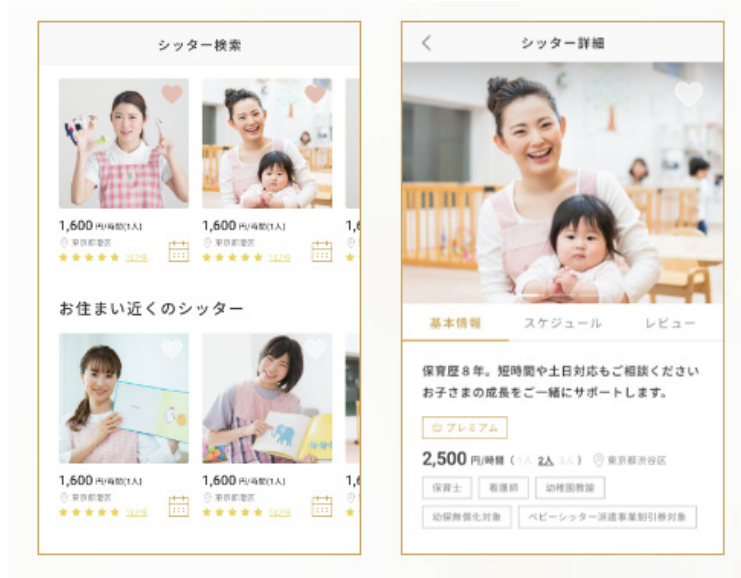 シッター検索
1,600 円/時間(1人)
東京都港区
1,600 円/時間(1人)
東京都港区
1,6
お住まい近くのシッター
1,600 円/時間(1人)
東京都港区
1,600 円/時間(1人)
東京都港区
1,6
シッター詳細
基本情報
スケジュール
レビュー
保育歴8年。短時間や土日対応もご相談ください
お子さまの成長をご一緒にサポートします。
プレミアム
2,500 円/時間 ( 1人 2人 3人 ) 東京都渋谷区
保育士
看護師
幼稚園教諭
幼保無償化対象
ベビーシッター派遣事業割引券対象